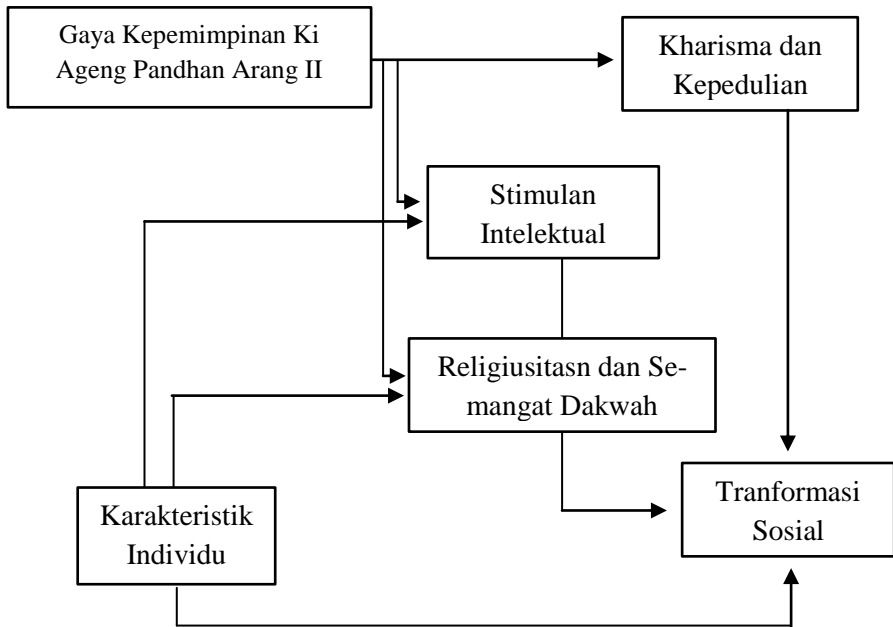 Gaya Kepemimpinan Ki
Ageng Pandhan Arang II
Kharisma dan
Kepedulian
Stimulan
Intelektual
Religiusitasn dan Se-
mangat Dakwah
Karakteristik
Individu
Tranformasi
Sosial